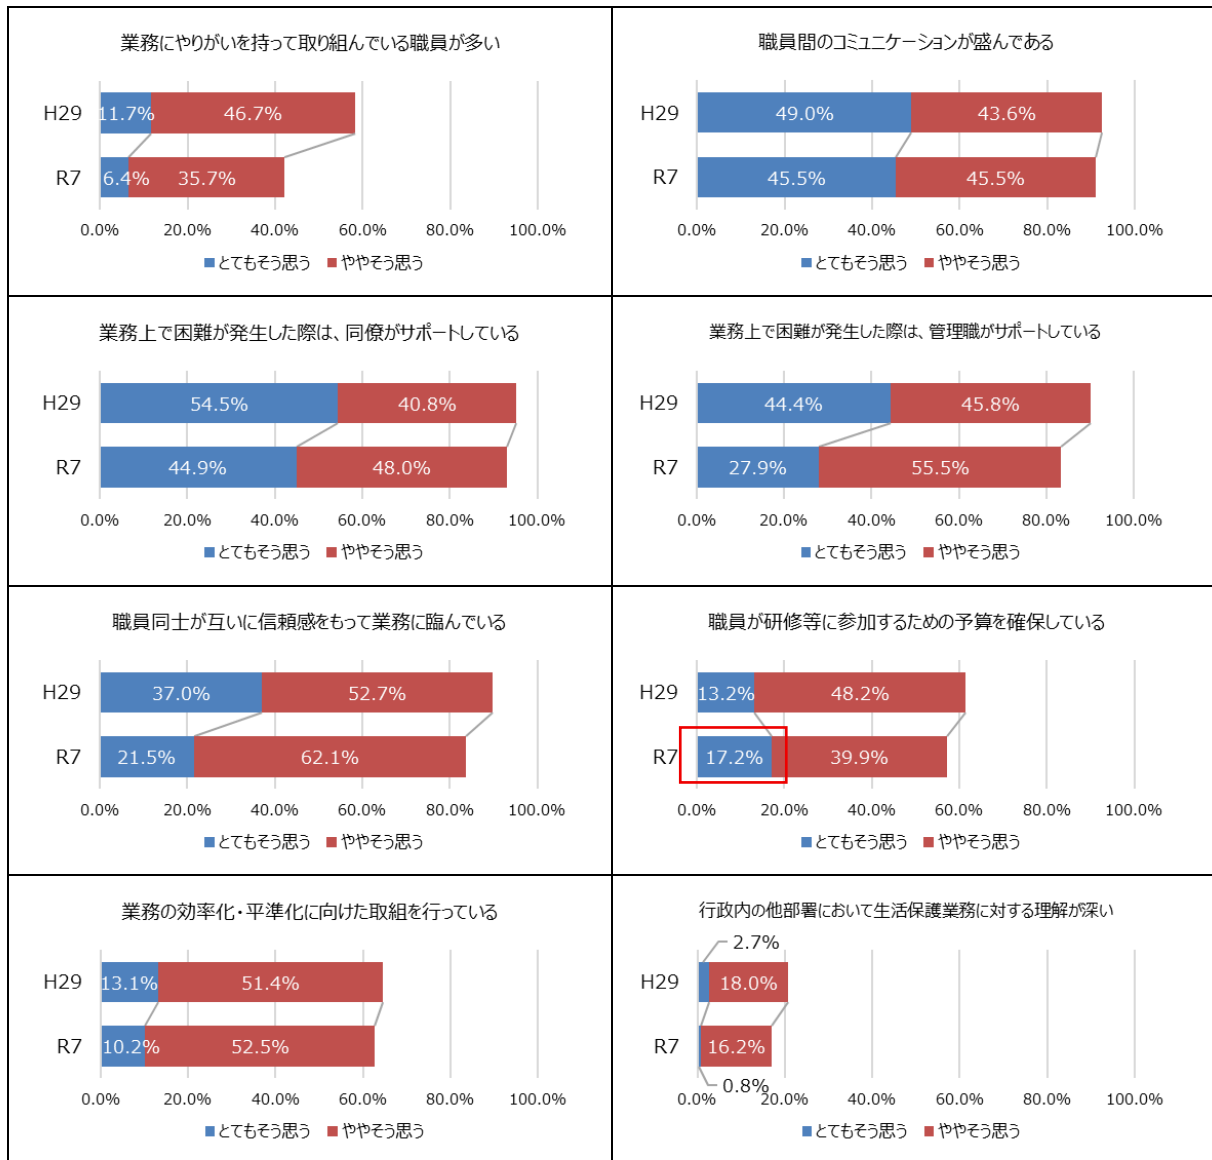 業務にやりがいを持って取り組んでいる職員が多い
H29 11.7% 46.7%
R7 6.4% 35.7%
0.0% 20.0% 40.0% 60.0% 80.0% 100.0%
■とてもそう思う ■ややそう思う
職員間のコミュニケーションが盛んである
H29 49.0% 43.6%
R7 45.5% 45.5%
0.0% 20.0% 40.0% 60.0% 80.0% 100.0%
■とてもそう思う ■ややそう思う
業務上で困難が発生した際は、同僚がサポートしている
H29 54.5% 40.8%
R7 44.9% 48.0%
0.0% 20.0% 40.0% 60.0% 80.0% 100.0%
■とてもそう思う ■ややそう思う
業務上で困難が発生した際は、管理職がサポートしている
H29 44.4% 45.8%
R7 27.9% 55.5%
0.0% 20.0% 40.0% 60.0% 80.0% 100.0%
■とてもそう思う ■ややそう思う
職員同士が互いに信頼感をもって業務に臨んでいる
H29 37.0% 52.7%
R7 21.5% 62.1%
0.0% 20.0% 40.0% 60.0% 80.0% 100.0%
■とてもそう思う ■ややそう思う
職員が研修等に参加するための予算を確保している
H29 13.2% 48.2%
R7 17.2% 39.9%
0.0% 20.0% 40.0% 60.0% 80.0% 100.0%
■とてもそう思う ■ややそう思う
業務の効率化・平準化に向けた取組を行っている
H29 13.1% 51.4%
R7 10.2% 52.5%
0.0% 20.0% 40.0% 60.0% 80.0% 100.0%
■とてもそう思う ■ややそう思う
行政内の他部署において生活保護業務に対する理解が深い
2.7%
H29 18.0%
R7 16.2%
0.8%
0.0% 20.0% 40.0% 60.0% 80.0% 100.0%
■とてもそう思う ■ややそう思う